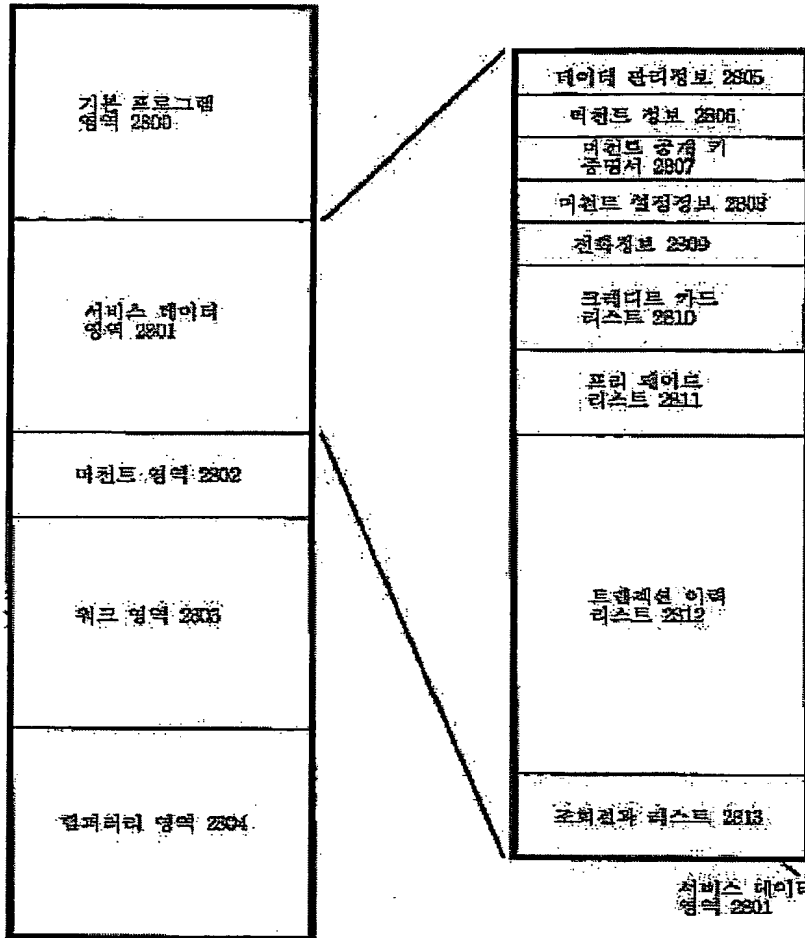 기본 프로그램
영역 2800
서비스 데이터
영역 2801
머천트 영역 2802
워크 영역 2803
템퍼러리 영역 2804
데이터 관리정보 2805
머천트 정보 2806
머천트 공개 키
증명서 2807
머천트 설정정보 2808
전화정보 2809
크레디트 카드
리스트 2810
프리 페이드
리스트 2811
트랜잭션 이력
리스트 2812
조회결과 리스트 2813
서비스 데이터
영역 2801